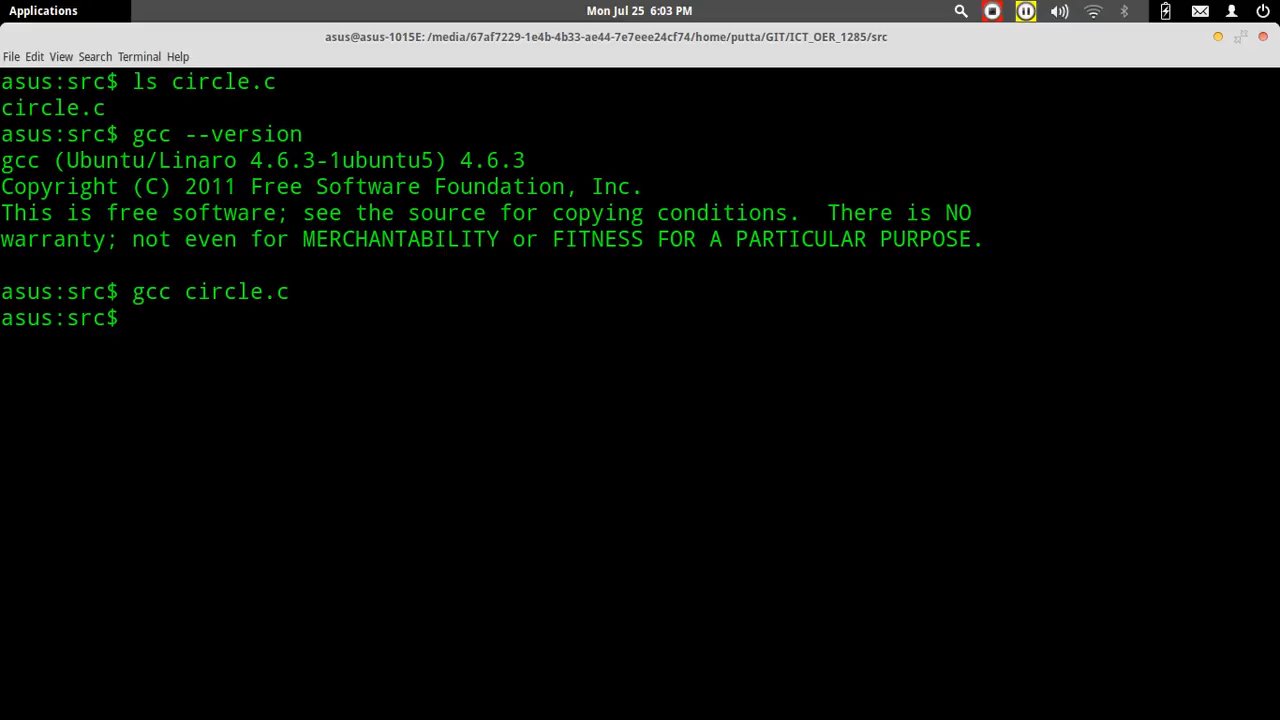 Applications
Mon Jul 25 6:03 PM
asus@asus-1015E: /media/67af7229-1e4b-4b33-ae44-7e7eee24cf74/home/putta/GIT/ICT_OER_1285/src
File Edit View Search Terminal Help
asus:src$ ls circle.c
circle.c
asus:src$ gcc --version
gcc (Ubuntu/Linaro 4.6.3-1ubuntu5) 4.6.3
Copyright (C) 2011 Free Software Foundation, Inc.
This is free software; see the source for copying conditions.  There is NO
warranty; not even for MERCHANTABILITY or FITNESS FOR A PARTICULAR PURPOSE.
asus:src$ gcc circle.c
asus:src$